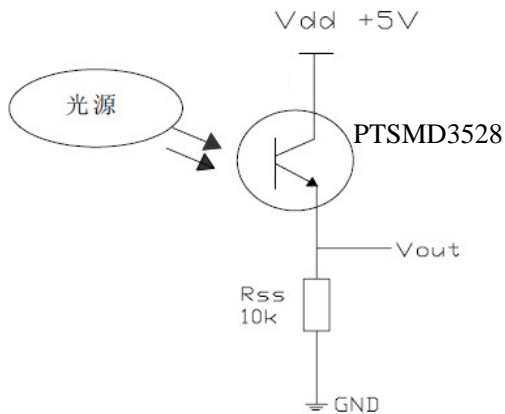 Vdd +5V
光源
PTSMD3528
Vout
Rss
10k
GND